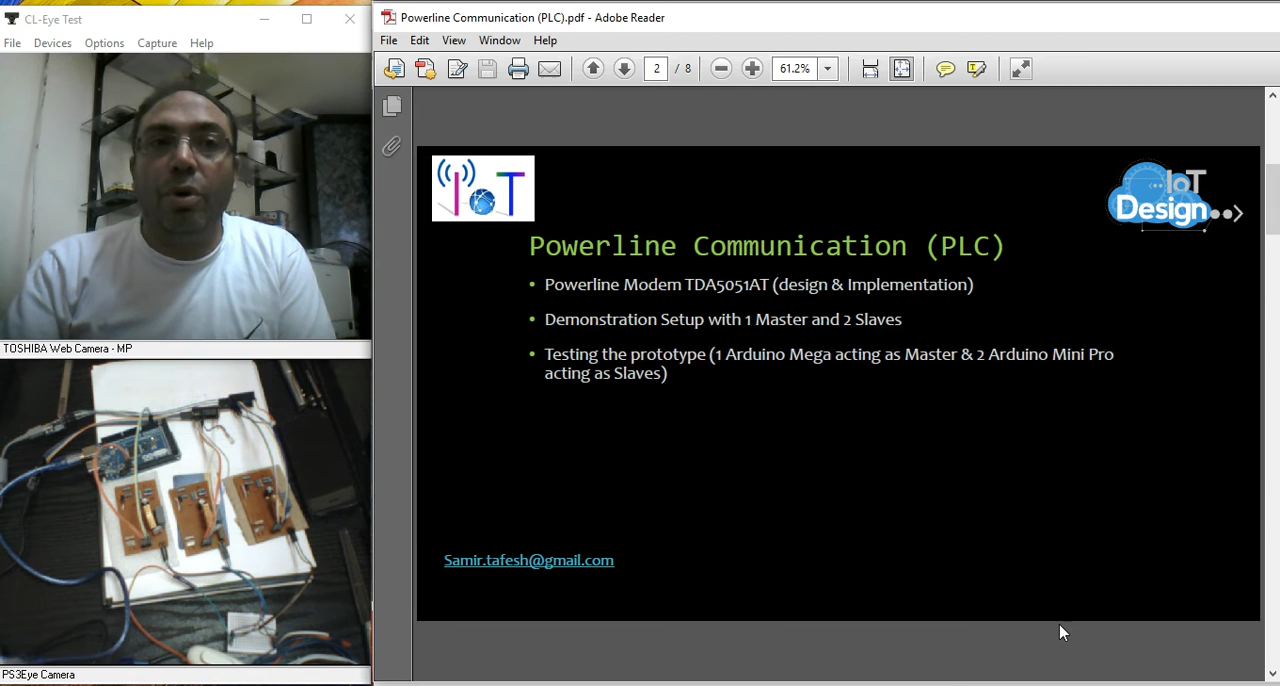 CL-Eye Test
File Devices Options Capture Help
TOSHIBA Web Camera - MP
PS3Eye Camera
Powerline Communication (PLC).pdf - Adobe Reader
File Edit View Window Help
2 / 8 61.2%
IoT
IoT
Design
Powerline Communication (PLC)
• Powerline Modem TDA5051AT (design & Implementation)
• Demonstration Setup with 1 Master and 2 Slaves
• Testing the prototype (1 Arduino Mega acting as Master & 2 Arduino Mini Pro
acting as Slaves)
Samir.tafesh@gmail.com